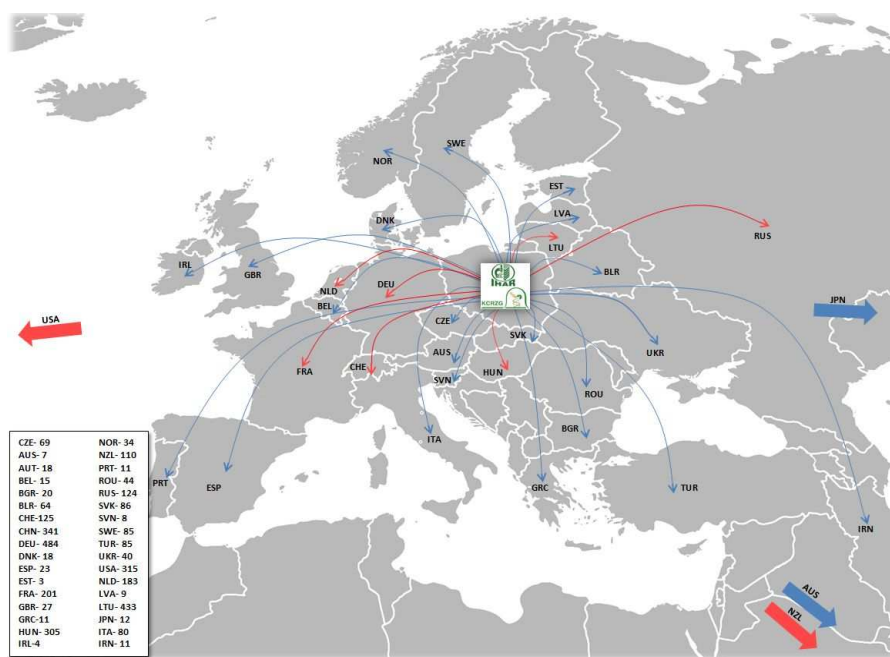 SWE
NOR
EST
LVA
DNK
RUS
LTU
IRL
GBR
BLR
IHAR
NLD
DEU
KCRZG
BEL
JPN
USA
CZE
SVK
AUS
UKR
FRA
CHE
HUN
SVN
ROU
BGR
ITA
PRT
ESP
GRC
TUR
IRN
AUS
NZL
CZE- 69 NOR- 34
AUS- 7 NZL- 110
AUT- 18 PRT- 11
BEL- 15 ROU- 44
BGR- 20 RUS- 124
BLR- 64 SVK- 86
CHE-125 SVN- 8
CHN- 341 SWE- 85
DEU- 484 TUR- 85
DNK- 18 UKR- 40
ESP- 23 USA- 315
EST- 3 NLD- 183
FRA- 201 LVA- 9
GBR- 27 LTU- 433
GRC-11 JPN- 12
HUN- 305 ITA- 80
IRL-4 IRN- 11